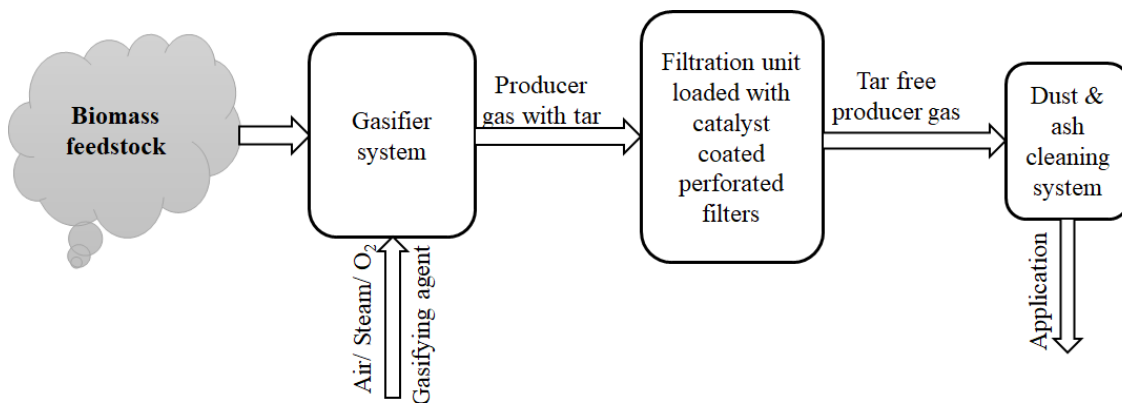 Biomass
feedstock
Gasifier
system
Air/ Steam/ O₂
Gasifying agent
Producer
gas with tar
Filtration unit
loaded with
catalyst
coated
perforated
filters
Tar free
producer gas
Dust &
ash
cleaning
system
Application